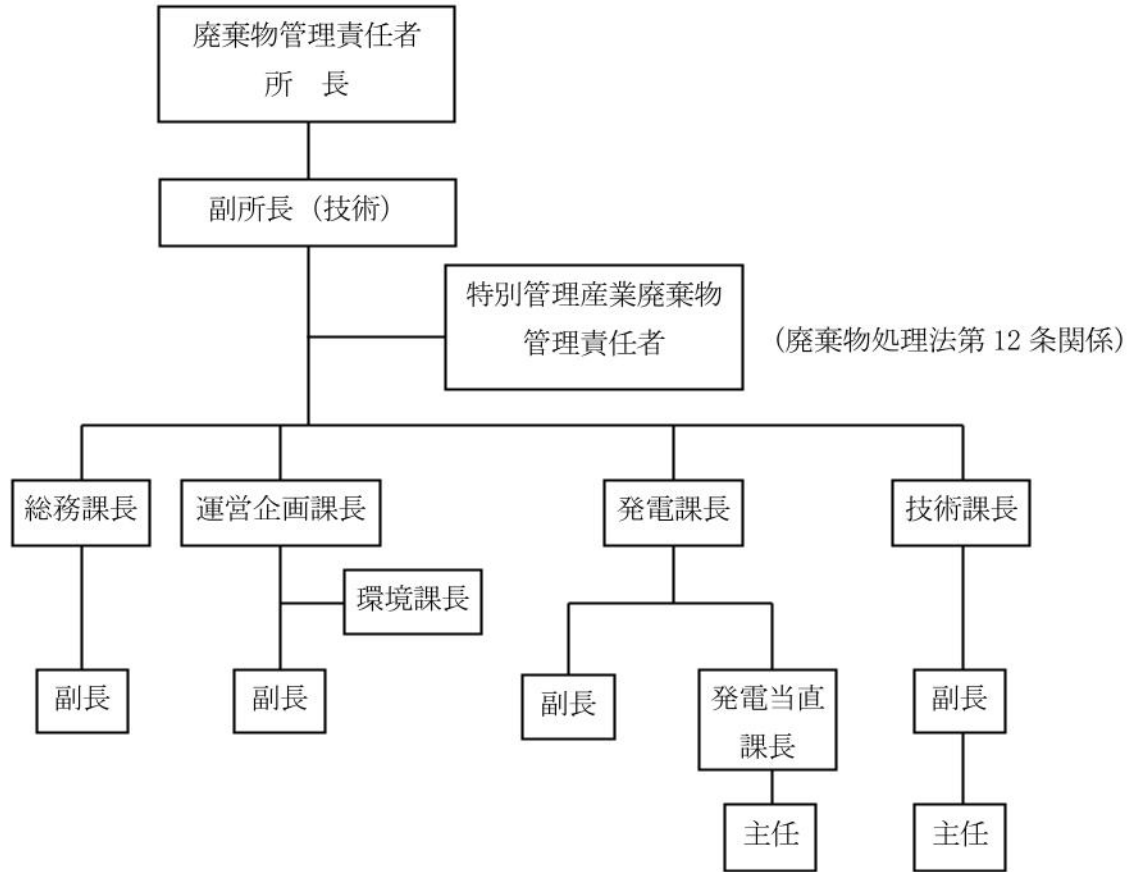 廃棄物管理責任者
所　長
副所長（技術）
特別管理産業廃棄物
管理責任者
(廃棄物処理法第 12 条関係)
総務課長
運営企画課長
発電課長
技術課長
環境課長
副長
副長
副長
発電当直
課長
副長
主任
主任